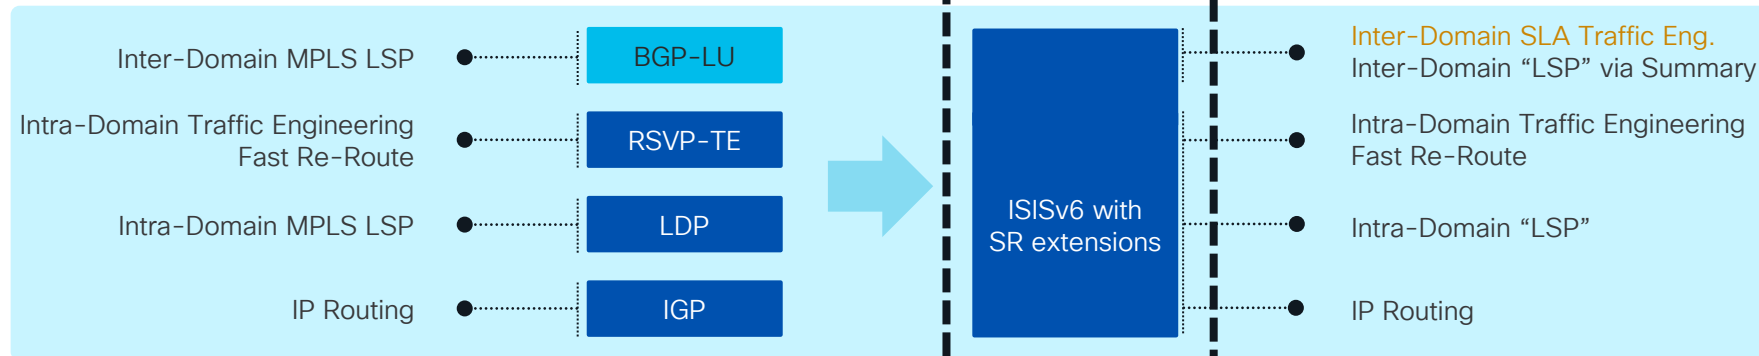 Inter-Domain MPLS LSP
BGP-LU
Intra-Domain Traffic Engineering
Fast Re-Route
RSVP-TE
Intra-Domain MPLS LSP
LDP
IP Routing
IGP
ISISv6 with
SR extensions
Inter-Domain SLA Traffic Eng.
Inter-Domain “LSP” via Summary
Intra-Domain Traffic Engineering
Fast Re-Route
Intra-Domain “LSP”
IP Routing